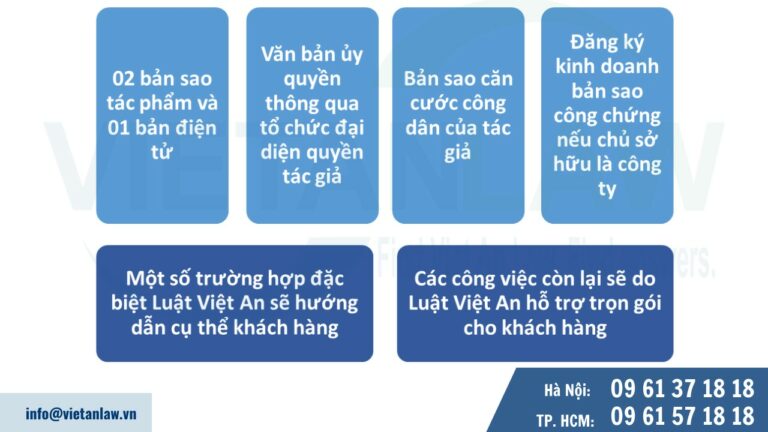 02 bản sao
tác phẩm và
01 bản điện
tử
Văn bản ủy
quyền
thông qua
tổ chức đại
diện quyền
tác giả
Bản sao căn
cước công
dân của tác
giả
Đăng ký
kinh doanh
bản sao
công chứng
nếu chủ sở
hữu là công
ty
VIETANLAW
Một số trường hợp đặc
biệt Luật Việt An sẽ hướng
dẫn cụ thể khách hàng
Các công việc còn lại sẽ do
Luật Việt An hỗ trợ trọn gói
cho khách hàng
info@vietanlaw.vn
Hà Nội: 09 61 37 18 18
TP. HCM: 09 61 57 18 18